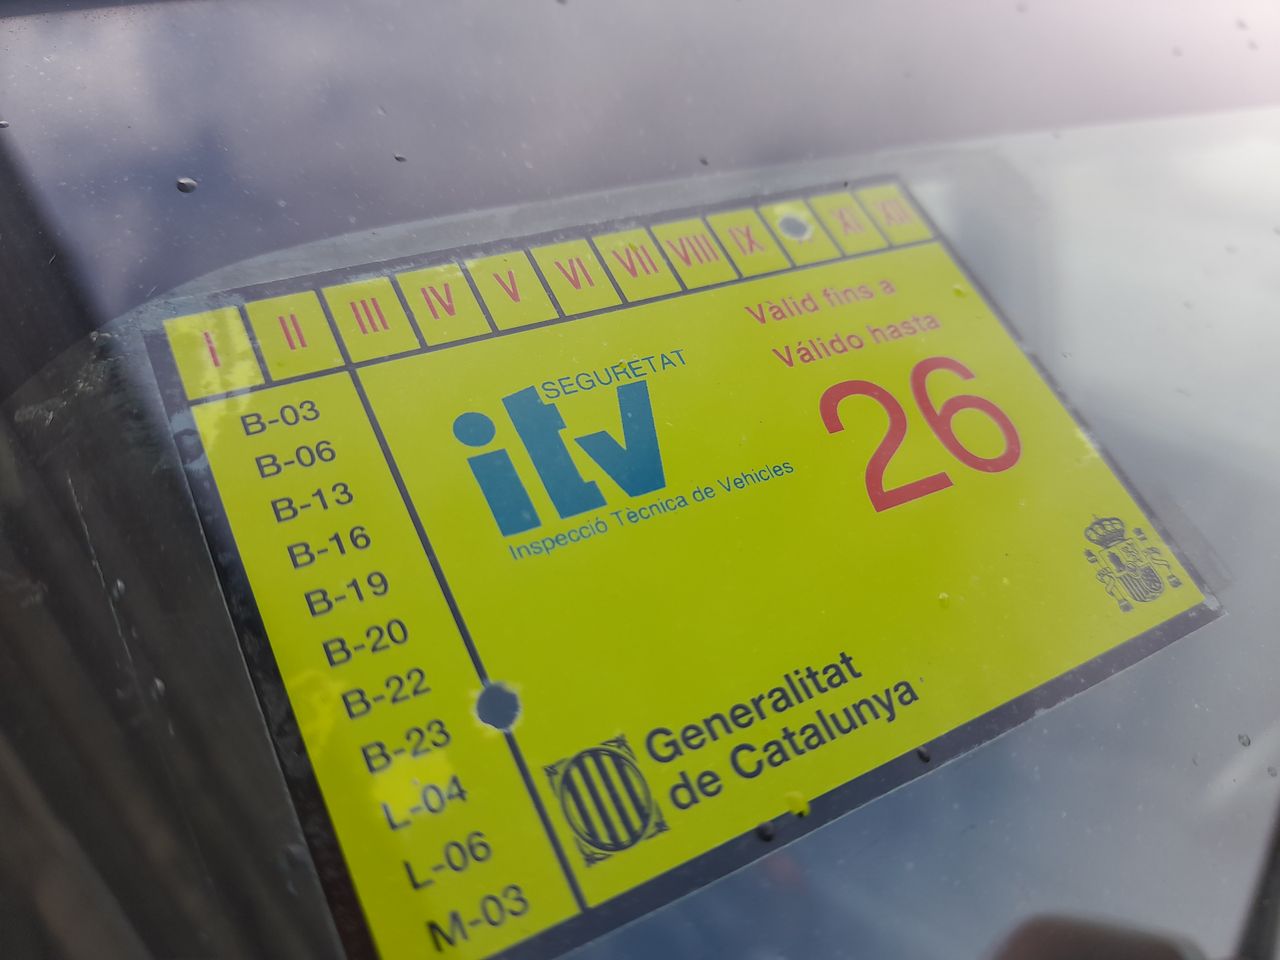 I II III IV V VI VII VIII IX XI XII
Vàlid fins a
Válido hasta
26
SEGURETAT
itv
Inspecció Tècnica de Vehicles
B-03
B-06
B-13
B-16
B-19
B-20
B-22
B-23
L-04
L-06
M-03
Generalitat
de Catalunya